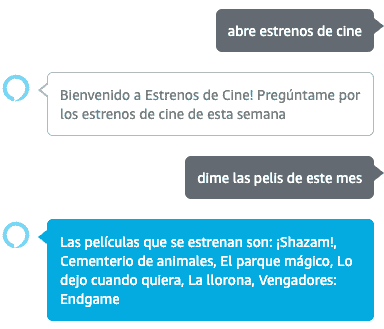 abre estrenos de cine
Bienvenido a Estrenos de Cine! Pregúntame por
los estrenos de cine de esta semana
dime las pelis de este mes
Las películas que se estrenan son: ¡Shazam!,
Cementerio de animales, El parque mágico, Lo
dejo cuando quiera, La llorona, Vengadores:
Endgame